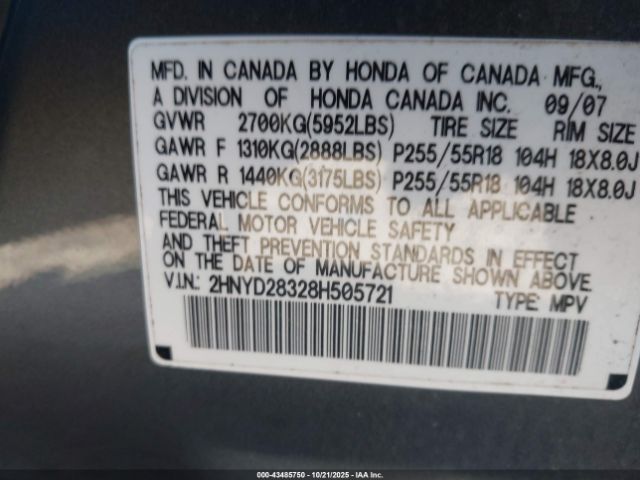 MFD. IN CANADA BY HONDA OF CANADA MFG.,
A DIVISION OF HONDA CANADA INC. 09/07
GVWR 2700KG(5952LBS) TIRE SIZE RIM SIZE
GAWR F 1310KG(2888LBS) P255/55R18 104H 18X8.0J
GAWR R 1440KG(3175LBS) P255/55R18 104H 18X8.0J
THIS VEHICLE CONFORMS TO ALL APPLICABLE
FEDERAL MOTOR VEHICLE SAFETY
AND THEFT PREVENTION STANDARDS IN EFFECT
ON THE DATE OF MANUFACTURE SHOWN ABOVE.
V.I.N.: 2HNYD28328H505721 TYPE: MPV
000-43485750 - 10/21/2025 - IAA Inc.